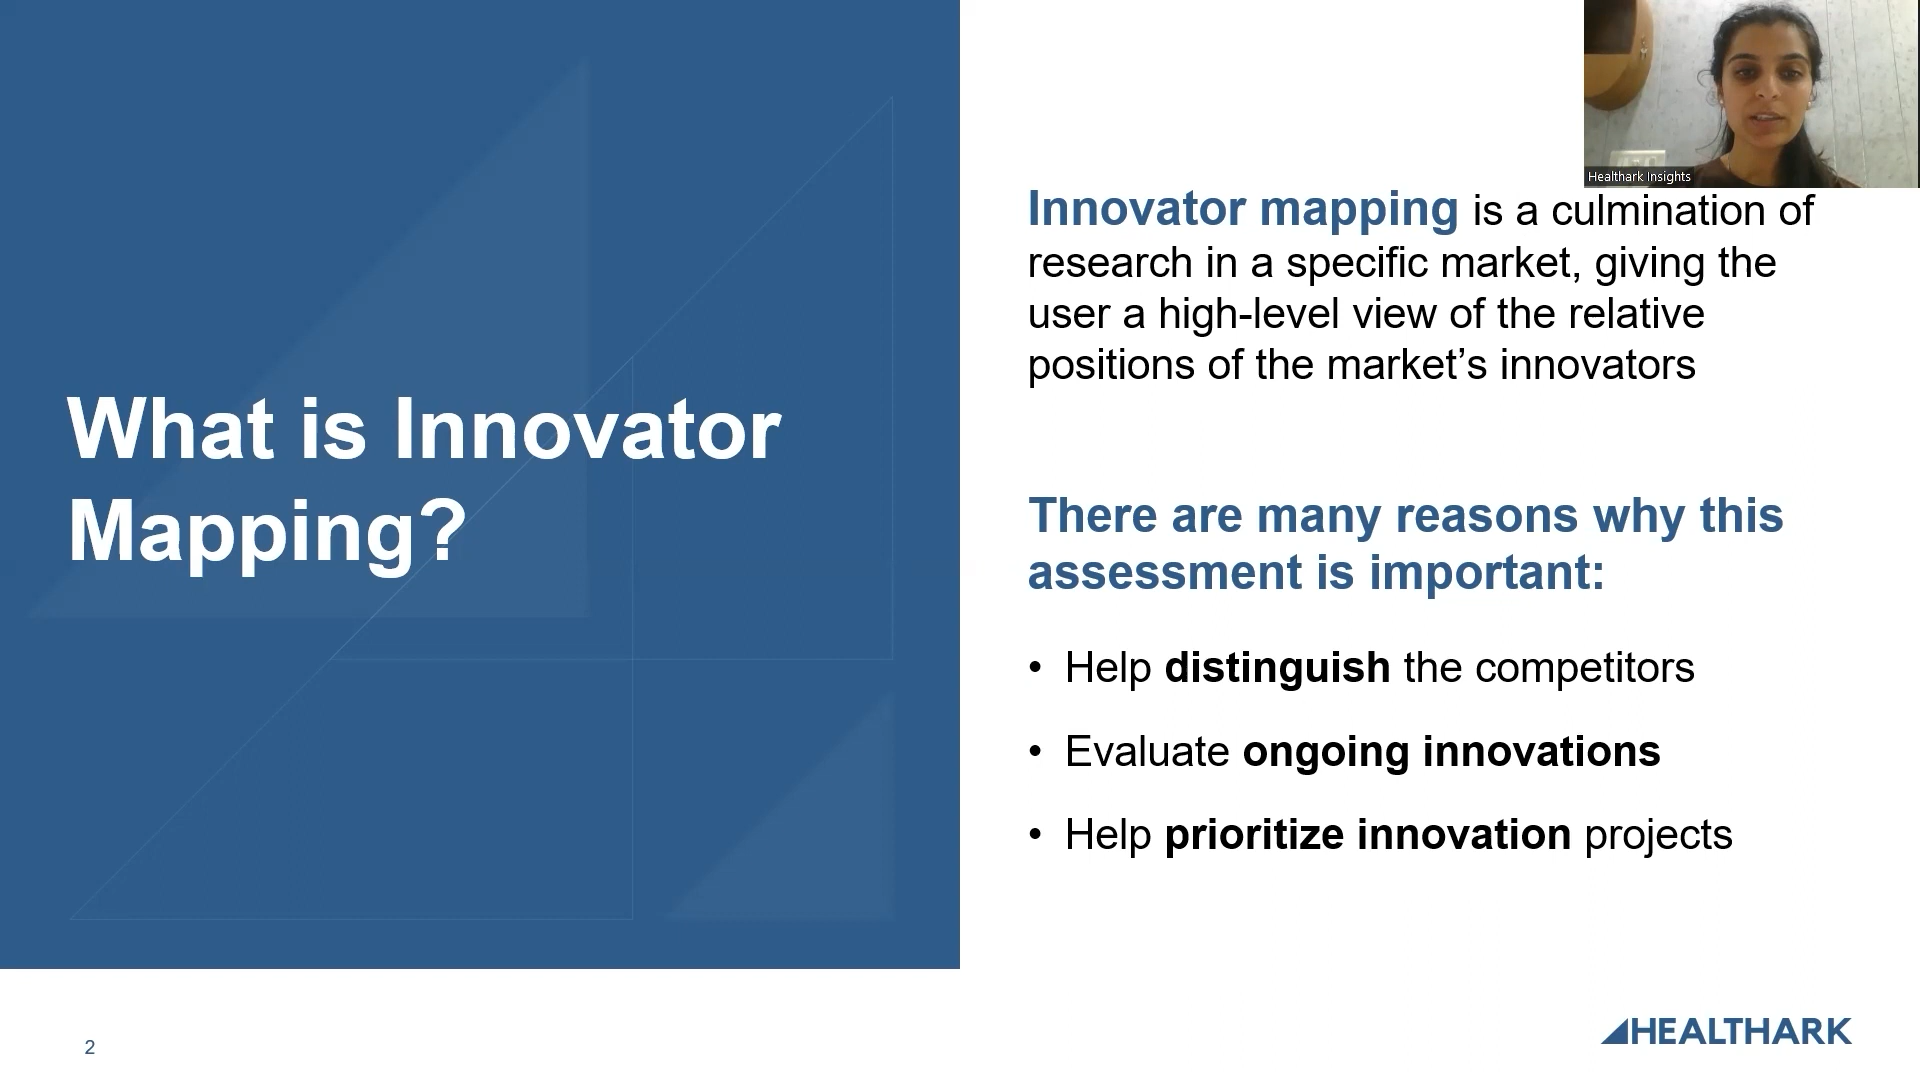 Healthark Insights
What is Innovator
Mapping?
Innovator mapping is a culmination of
research in a specific market, giving the
user a high-level view of the relative
positions of the market’s innovators
There are many reasons why this
assessment is important:
• Help distinguish the competitors
• Evaluate ongoing innovations
• Help prioritize innovation projects
2
HEALTHARK